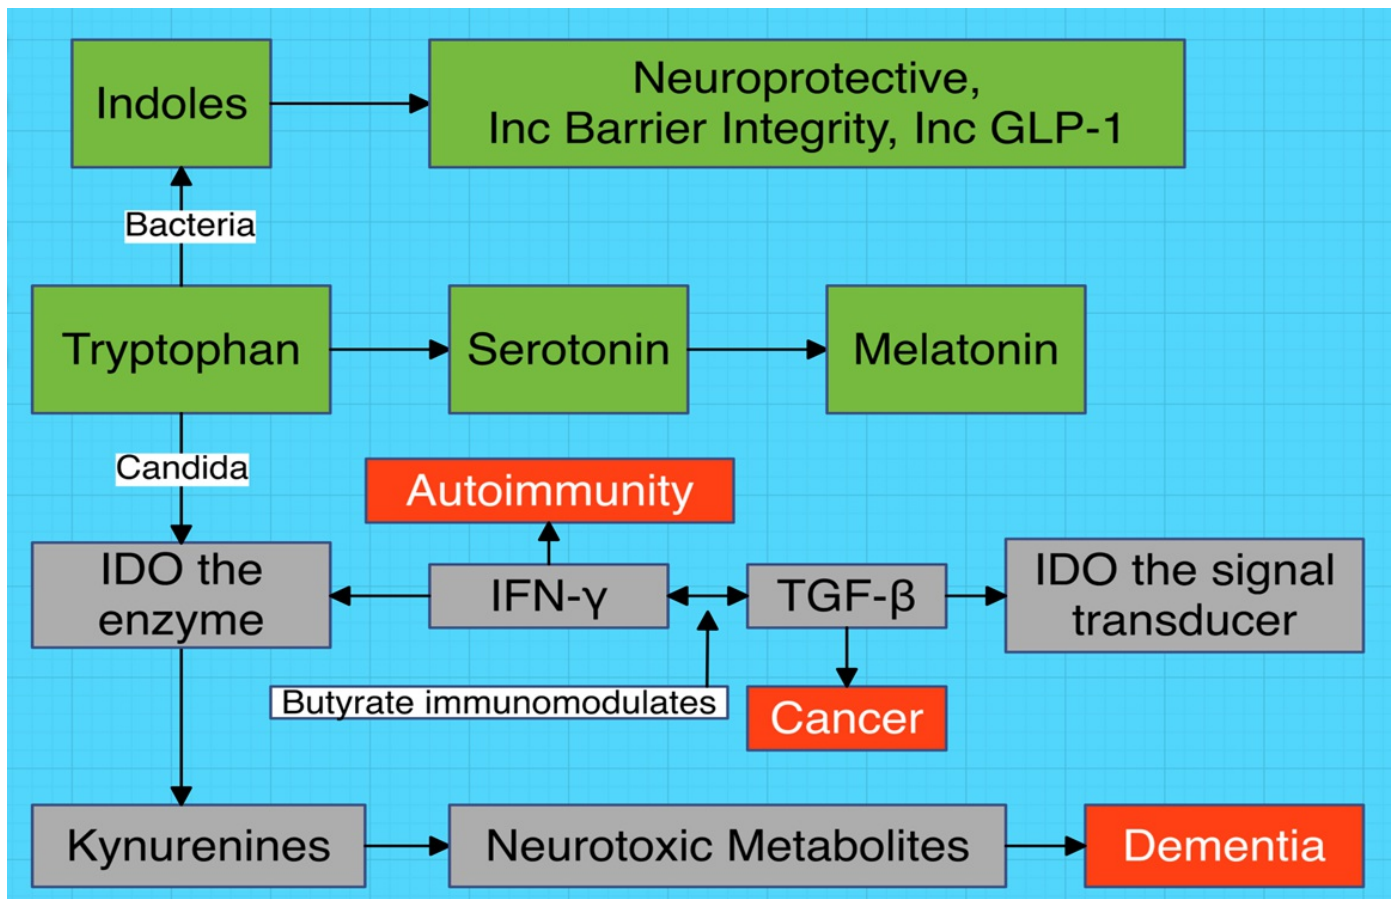 Indoles
Neuroprotective,
Inc Barrier Integrity, Inc GLP-1
Bacteria
Tryptophan
Serotonin
Melatonin
Candida
Autoimmunity
IDO the
enzyme
IFN-γ
TGF-β
IDO the signal
transducer
Butyrate immunomodulates
Cancer
Kynurenines
Neurotoxic Metabolites
Dementia